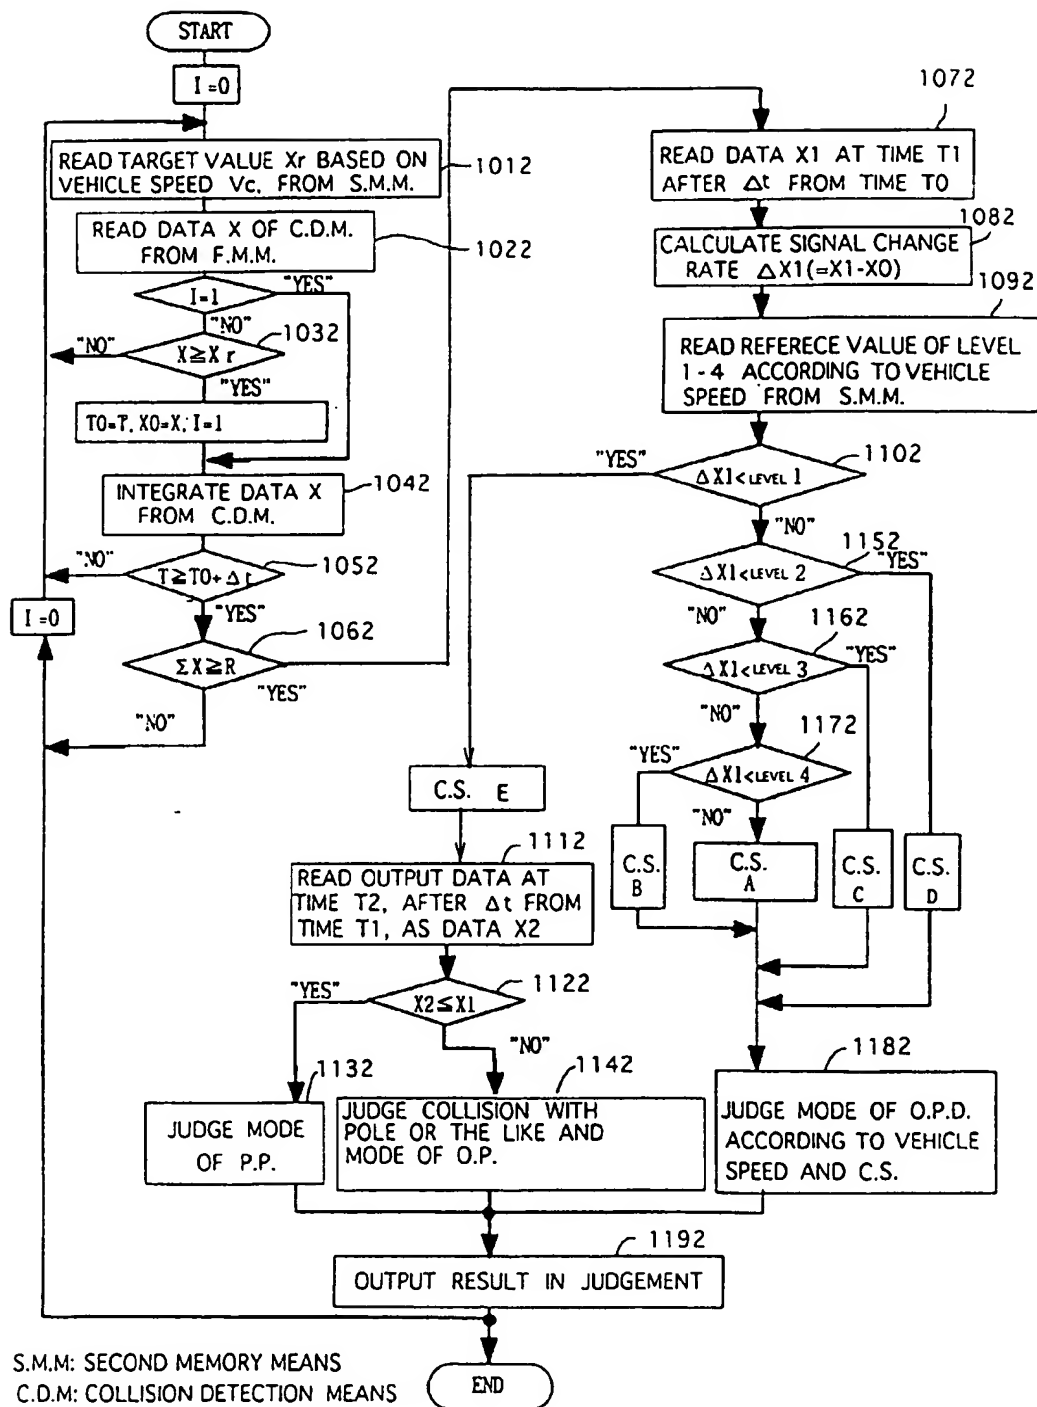 START
I=0
READ TARGET VALUE Xr BASED ON
VEHICLE SPEED Vc, FROM S.M.M.
1012
READ DATA X OF C.D.M.
FROM F.M.M.
1022
I=1
"YES"
"NO"
1032
X≧Xr
"NO"
"YES"
T0=T, X0=X, I=1
INTEGRATE DATA X
FROM C.D.M.
1042
T≧T0+Δt
1052
"NO"
"YES"
I=0
ΣX≧R
1062
"YES"
"NO"
1072
READ DATA X1 AT TIME T1
AFTER Δt FROM TIME T0
1082
CALCULATE SIGNAL CHANGE
RATE ΔX1(=X1-X0)
1092
READ REFERECE VALUE OF LEVEL
1-4 ACCORDING TO VEHICLE
SPEED FROM S.M.M.
"YES"
ΔX1<LEVEL 1
1102
"NO"
ΔX1<LEVEL 2
1152
"YES"
"NO"
ΔX1<LEVEL 3
1162
"YES"
"NO"
ΔX1<LEVEL 4
1172
"YES"
"NO"
C.S. E
C.S.
B
C.S.
A
C.S.
C
C.S.
D
1112
READ OUTPUT DATA AT
TIME T2, AFTER Δt FROM
TIME T1, AS DATA X2
X2≦X1
1122
"YES"
"NO"
1132
JUDGE MODE
OF P.P.
1142
JUDGE COLLISION WITH
POLE OR THE LIKE AND
MODE OF O.P.
1182
JUDGE MODE OF O.P.D.
ACCORDING TO VEHICLE
SPEED AND C.S.
1192
OUTPUT RESULT IN JUDGEMENT
END
S.M.M: SECOND MEMORY MEANS
C.D.M: COLLISION DETECTION MEANS